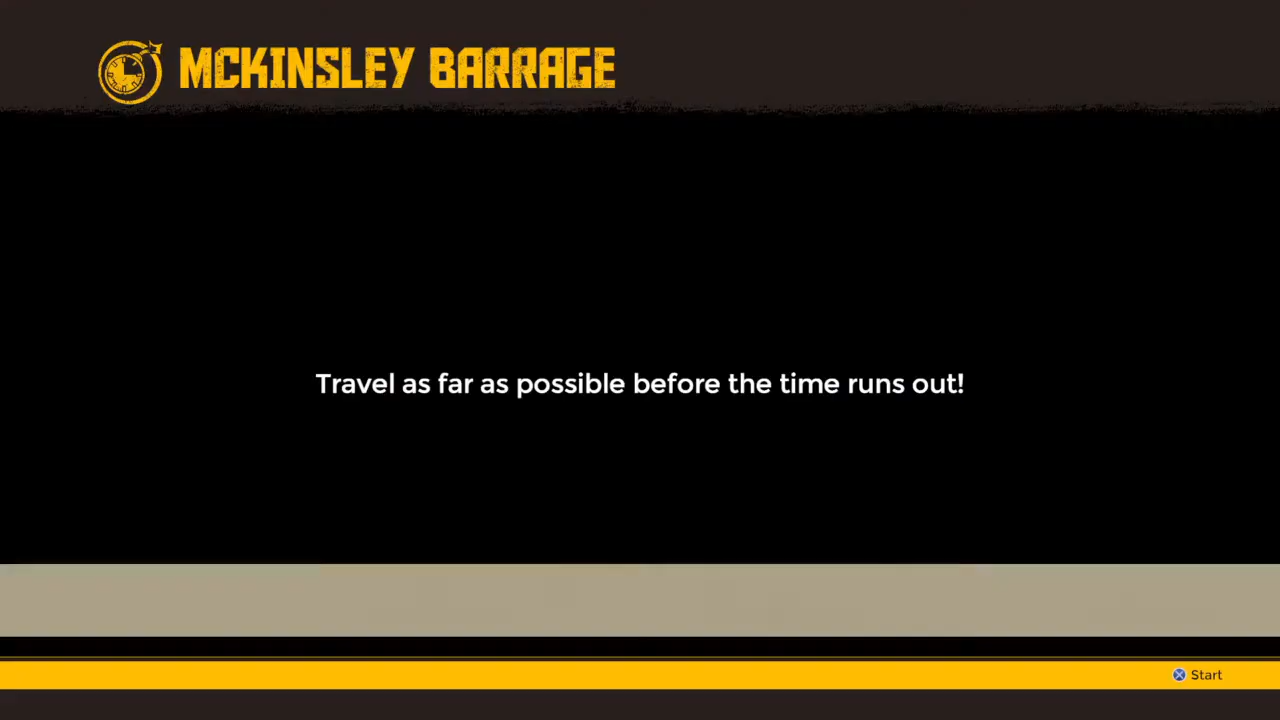 MCKINSLEY BARRAGE
Travel as far as possible before the time runs out!
Start